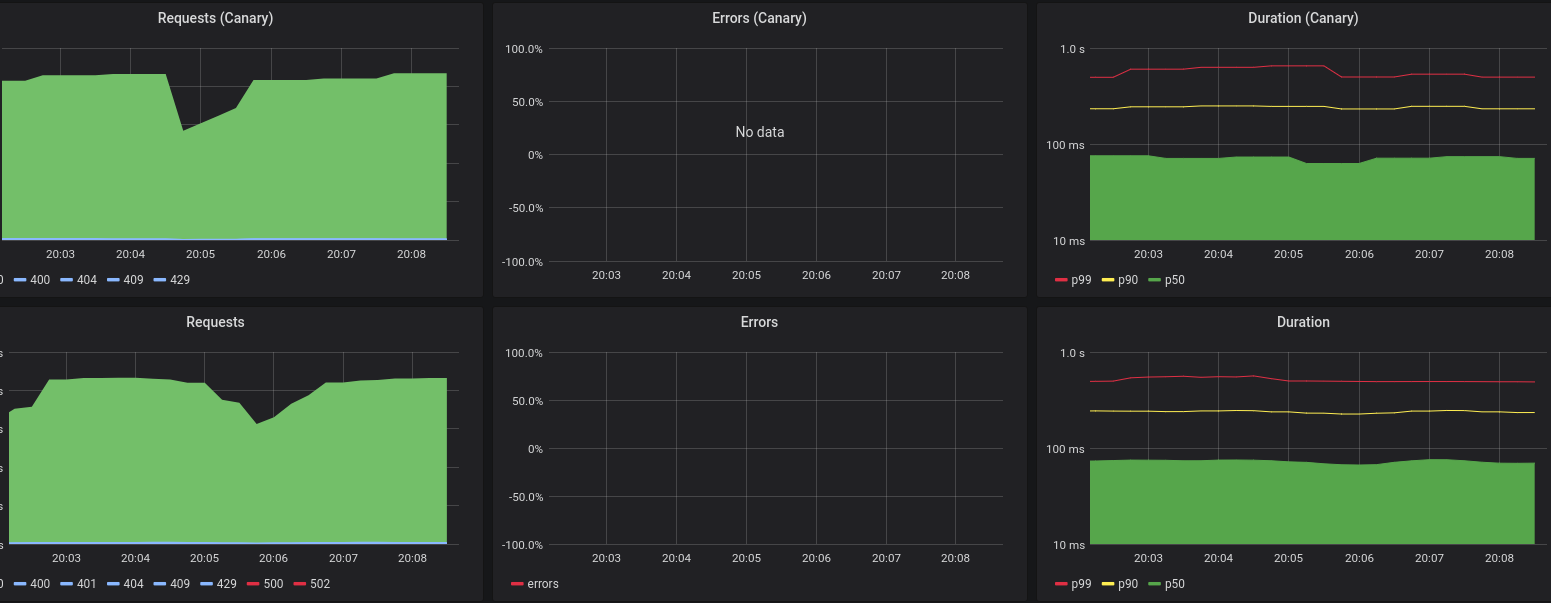 Requests (Canary)
20:03 20:04 20:05 20:06 20:07 20:08
0 400 404 409 429
Errors (Canary)
100.0%
50.0%
No data
0%
-50.0%
-100.0%
20:03 20:04 20:05 20:06 20:07 20:08
Duration (Canary)
1.0 s
100 ms
10 ms
20:03 20:04 20:05 20:06 20:07 20:08
p99 p90 p50
Requests
s
s
s
s
s
s
20:03 20:04 20:05 20:06 20:07 20:08
0 400 401 404 409 429 500 502
Errors
100.0%
50.0%
0%
-50.0%
-100.0%
20:03 20:04 20:05 20:06 20:07 20:08
errors
Duration
1.0 s
100 ms
10 ms
20:03 20:04 20:05 20:06 20:07 20:08
p99 p90 p50